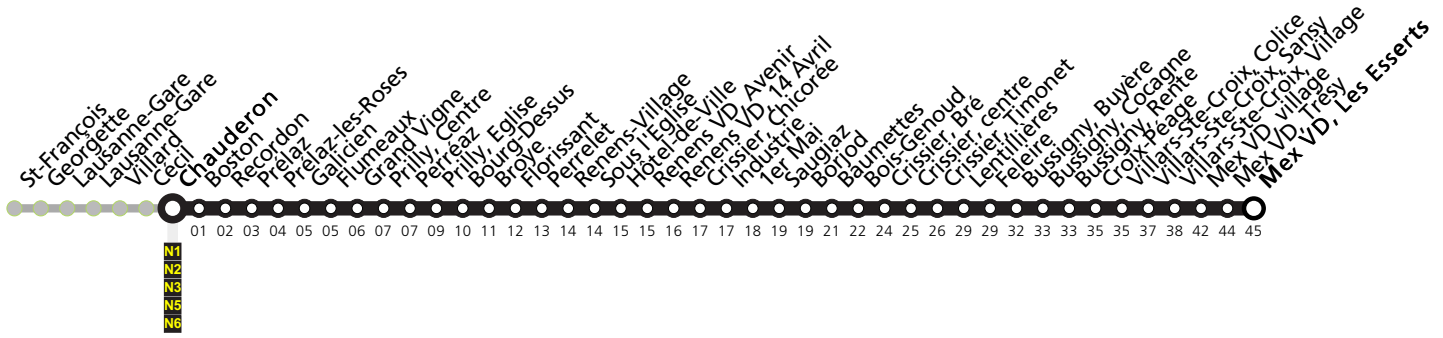 St-François
Georgette
Lausanne-Gare
Lausanne-Gare
Villard
Cécil
Chauderon
Boston
Recordon
Prélaz
Prélaz-les-Roses
Galicien
Flumeaux
Grand Vigne
Prilly, Centre
Perréaz
Prilly, Eglise
Bourg-Dessus
Broye
Florissant
Perrelet
Renens-Village
Sous l'Eglise
Hôtel-de-Ville
Renens VD, Avenir
Renens VD, 14 Avril
Crissier, Chicorée
Industrie
1er Mai
Saugiaz
Borjod
Baumettes
Bois-Genoud
Crissier, Bré
Crissier, centre
Crissier, Timonet
Lentillières
Féleire
Bussigny, Buyère
Bussigny, Cocagne
Bussigny, Rente
Croix-Péage
Villars-Ste-Croix, Colice
Villars-Ste-Croix, Sansy
Villars-Ste-Croix, Village
Mex VD, village
Mex VD, Trésy
Mex VD, Les Esserts
01 02 03 04 05 05 06 07 07 09 10 11 12 13 14 14 15 15 16 17 17 18 19 19 21 22 24 25 26 29 29 32 33 33 35 35 37 38 42 44 45
N1
N2
N3
N5
N6